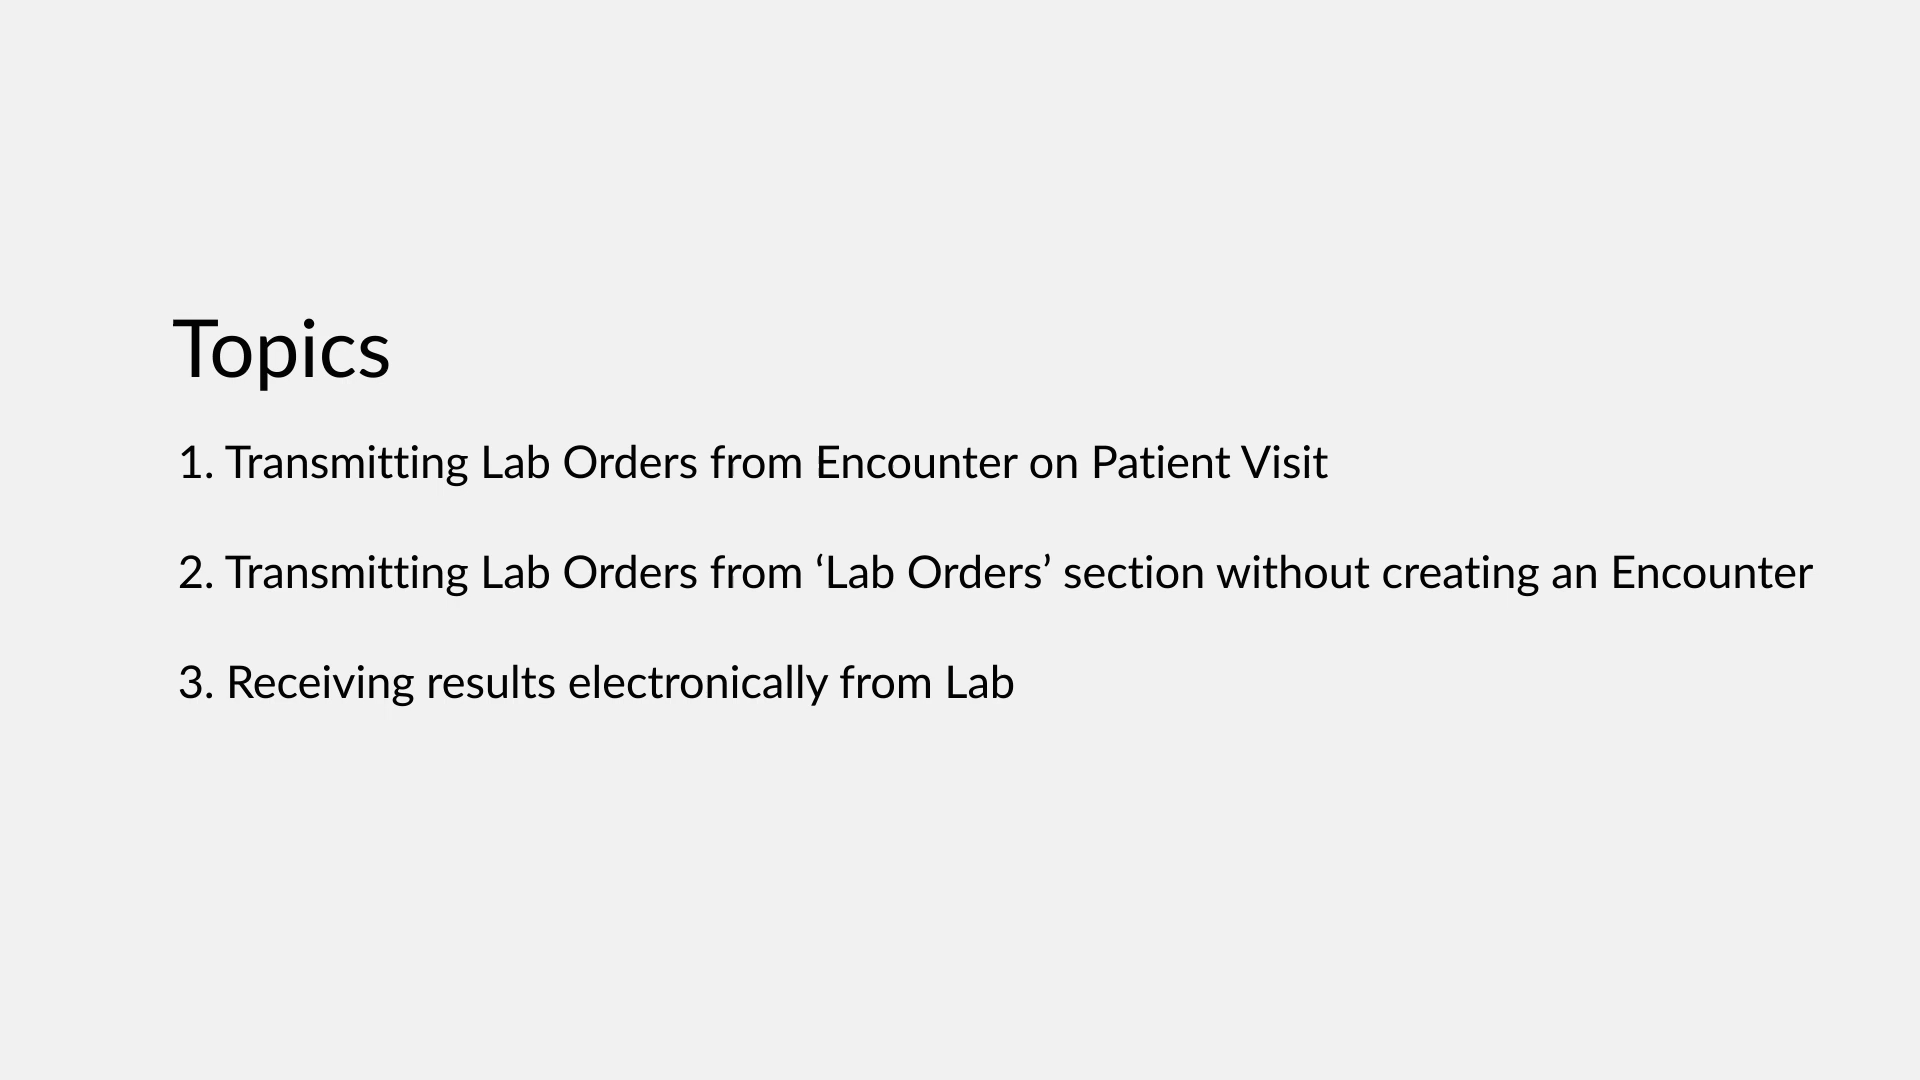 Topics
1. Transmitting Lab Orders from Encounter on Patient Visit
2. Transmitting Lab Orders from ‘Lab Orders’ section without creating an Encounter
3. Receiving results electronically from Lab